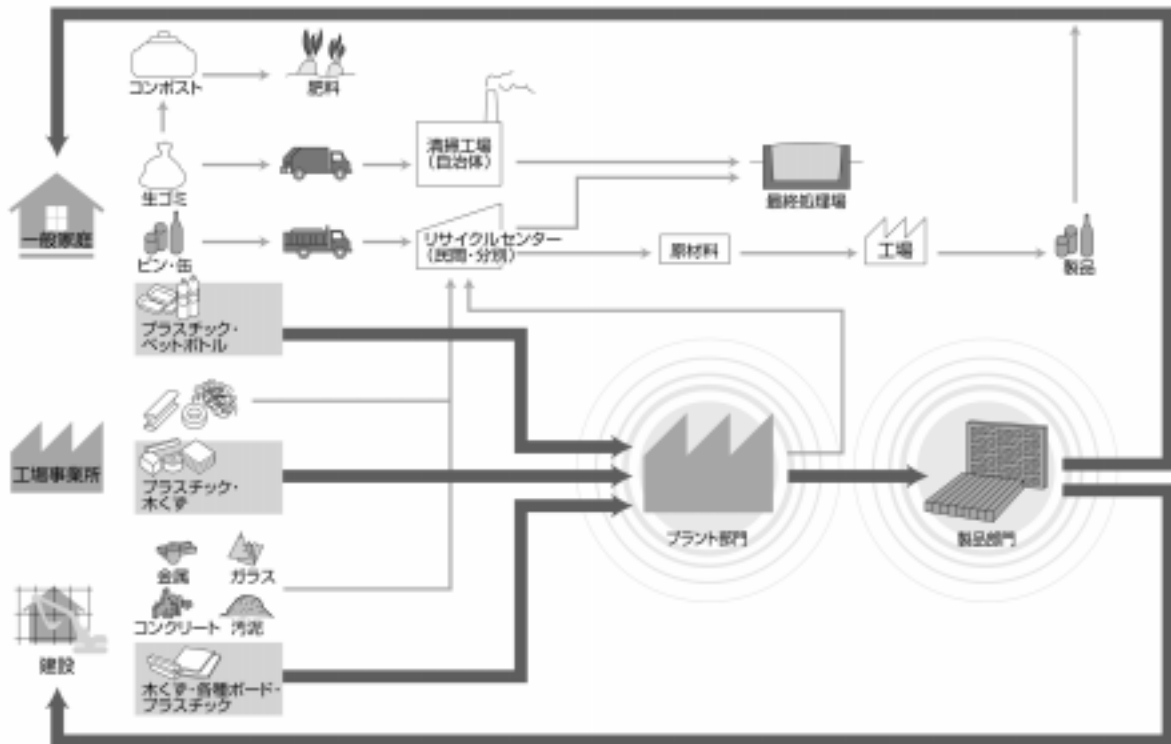 コンポスト
肥料
清掃工場
(自治体)
生ゴミ
最終処理場
一般家庭
ビン・缶
リサイクルセンター
(民間・分別)
原材料
工場
製品
プラスチック・
ペットボトル
工場事業所
プラスチック・
木くず
プラント部門
製品部門
金属
ガラス
コンクリート
汚泥
建設
木くず・各種ボード・
プラスチック